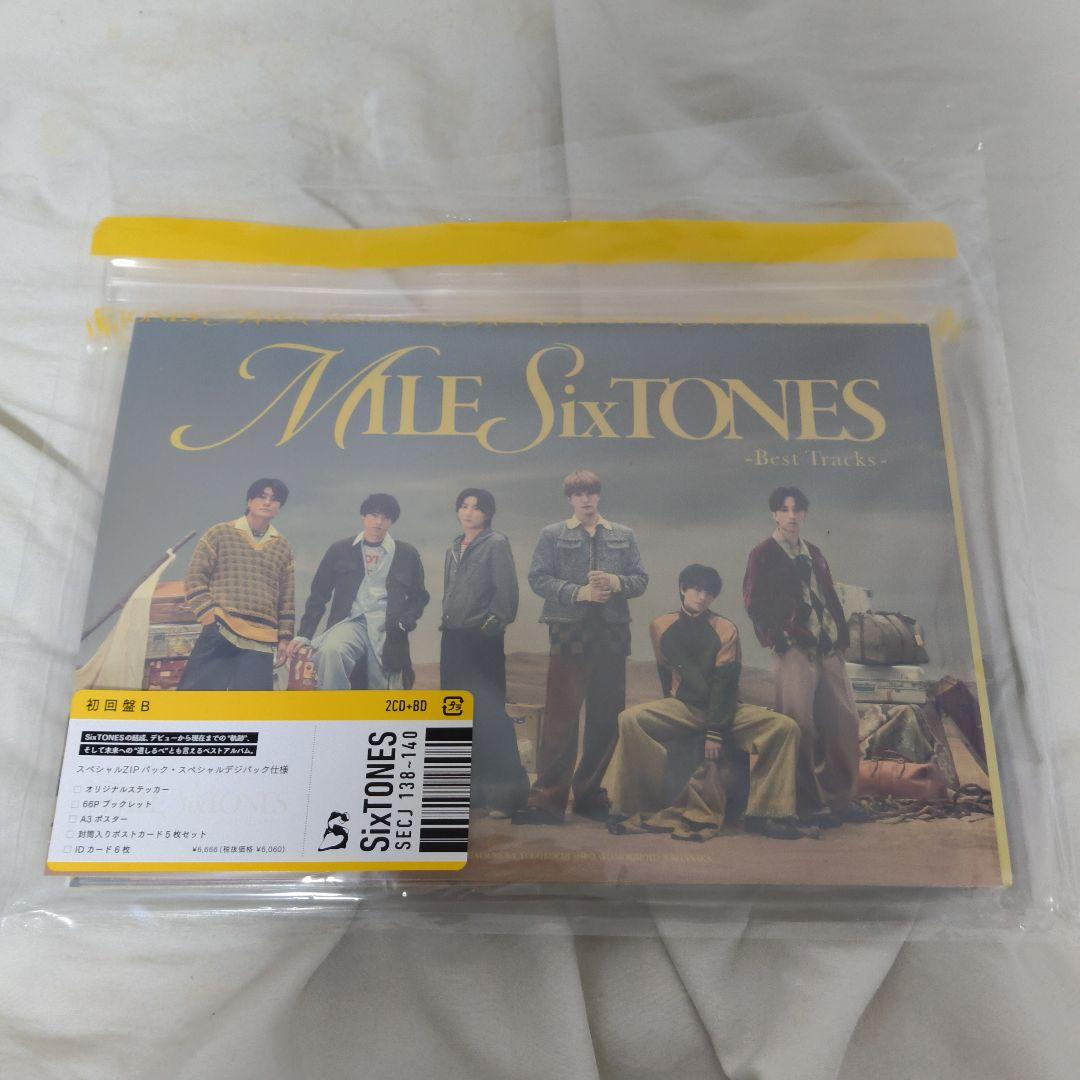 MILE SixTONES
-Best Tracks-
初回盤B
2CD+BD
SixTONESの結成、デビューから現在までの"軌跡"、
そして未来への"道しるべ"とも言えるベストアルバム。
スペシャルZIPパック・スペシャルデジパック仕様
□ オリジナルステッカー
□ 66P ブックレット
□ A3ポスター
□ 封筒入りポストカード5枚セット
□ IDカード6枚
¥6,666(税抜価格 ¥6,060)
SixTONES
SECJ 138~140